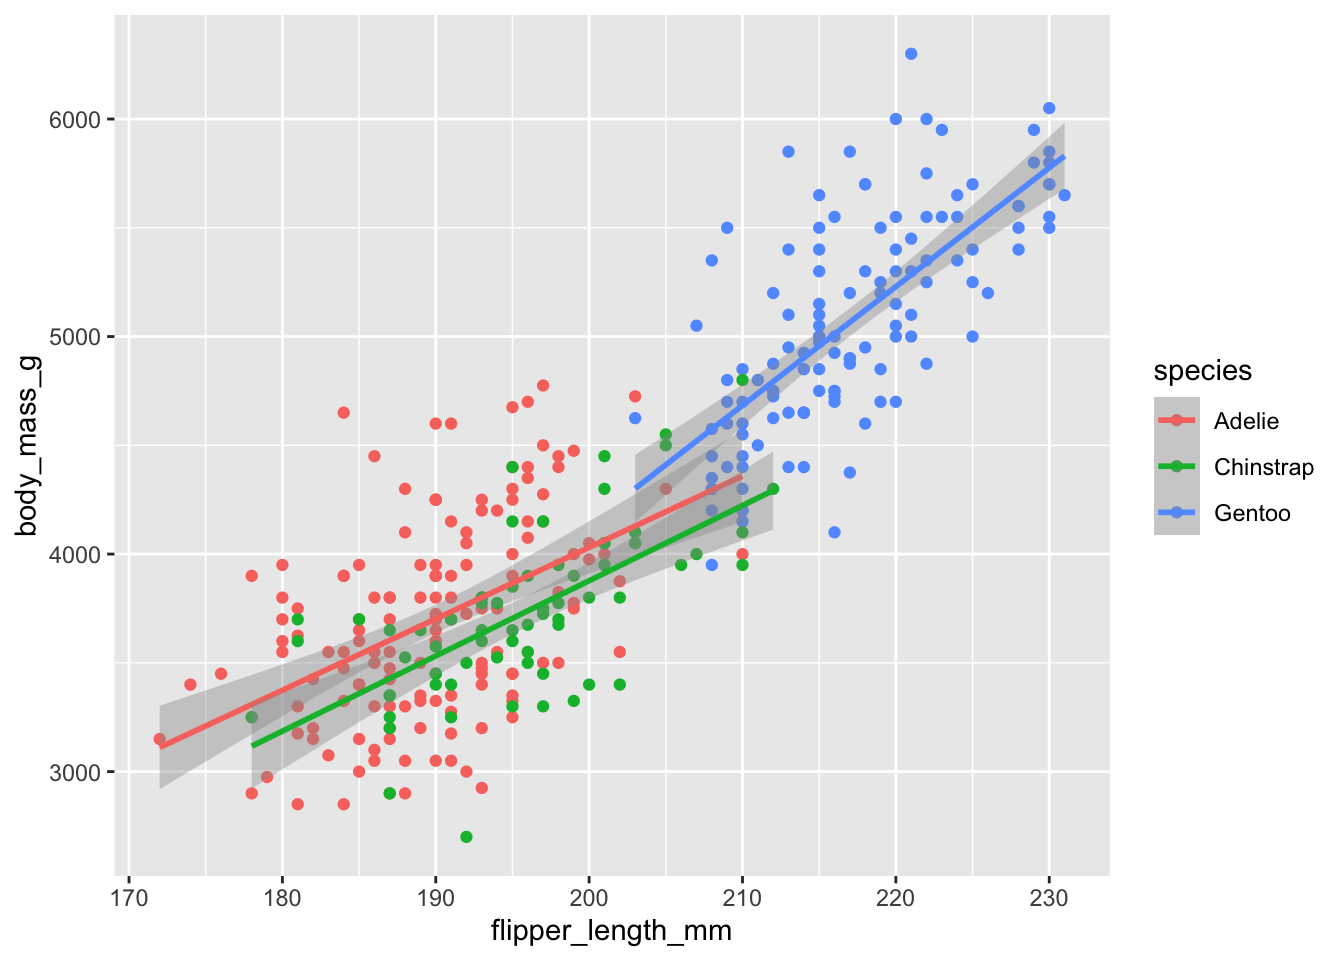 6000
5000
4000
3000
body_mass_g
170 180 190 200 210 220 230
flipper_length_mm
species
Adelie
Chinstrap
Gentoo